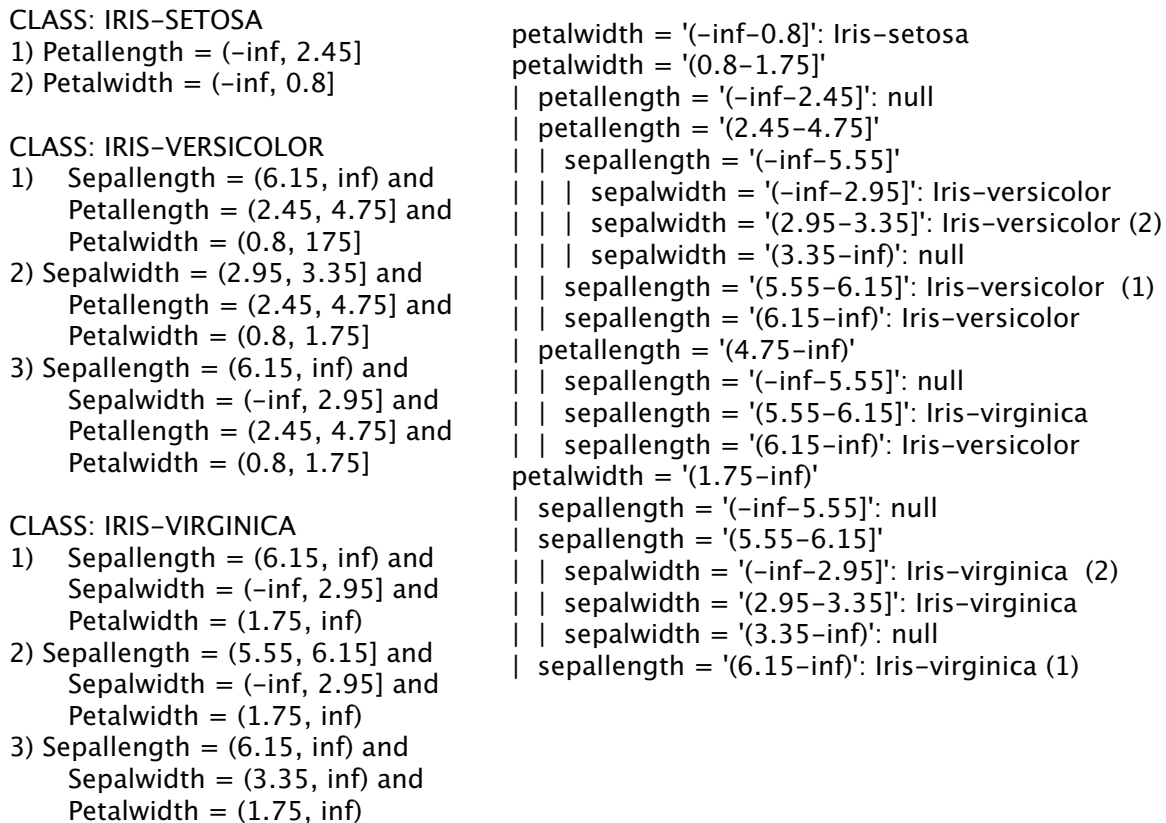 CLASS: IRIS-SETOSA
1) Petallength = (-inf, 2.45]
2) Petalwidth = (-inf, 0.8]
CLASS: IRIS-VERSICOLOR
1) Sepallength = (6.15, inf) and
Petallength = (2.45, 4.75] and
Petalwidth = (0.8, 175]
2) Sepalwidth = (2.95, 3.35] and
Petallength = (2.45, 4.75] and
Petalwidth = (0.8, 1.75]
3) Sepallength = (6.15, inf) and
Sepalwidth = (-inf, 2.95] and
Petallength = (2.45, 4.75] and
Petalwidth = (0.8, 1.75]
CLASS: IRIS-VIRGINICA
1) Sepallength = (6.15, inf) and
Sepalwidth = (-inf, 2.95] and
Petalwidth = (1.75, inf)
2) Sepallength = (5.55, 6.15] and
Sepalwidth = (-inf, 2.95] and
Petalwidth = (1.75, inf)
3) Sepallength = (6.15, inf) and
Sepalwidth = (3.35, inf) and
Petalwidth = (1.75, inf)
petalwidth = '(-inf-0.8]': Iris-setosa
petalwidth = '(0.8-1.75]'
| petallength = '(-inf-2.45]': null
| petallength = '(2.45-4.75]'
| | sepallength = '(-inf-5.55]'
| | | sepalwidth = '(-inf-2.95]': Iris-versicolor
| | | sepalwidth = '(2.95-3.35]': Iris-versicolor (2)
| | | sepalwidth = '(3.35-inf)': null
| | sepallength = '(5.55-6.15]': Iris-versicolor (1)
| | sepallength = '(6.15-inf)': Iris-versicolor
| petallength = '(4.75-inf)'
| | sepallength = '(-inf-5.55]': null
| | sepallength = '(5.55-6.15]': Iris-virginica
| | sepallength = '(6.15-inf)': Iris-versicolor
petalwidth = '(1.75-inf)'
| sepallength = '(-inf-5.55]': null
| sepallength = '(5.55-6.15]'
| | sepalwidth = '(-inf-2.95]': Iris-virginica (2)
| | sepalwidth = '(2.95-3.35]': Iris-virginica
| | sepalwidth = '(3.35-inf)': null
| sepallength = '(6.15-inf)': Iris-virginica (1)